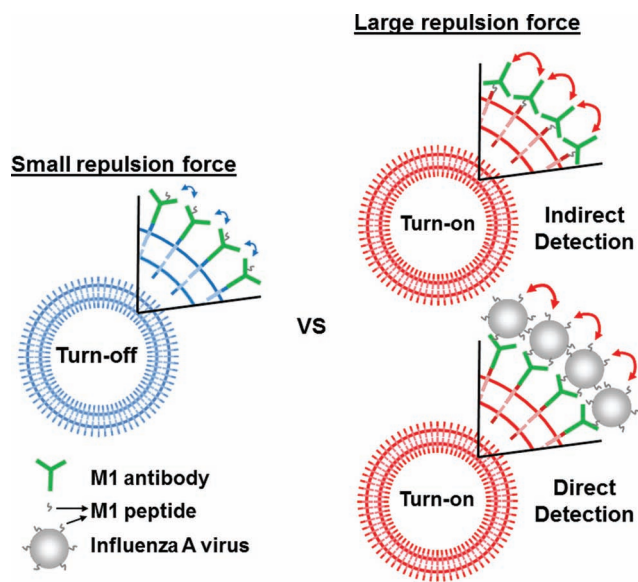 Large repulsion force
Small repulsion force
Turn-on
Indirect
Detection
Turn-off
VS
Turn-on
Direct
Detection
M1 antibody
M1 peptide
Influenza A virus